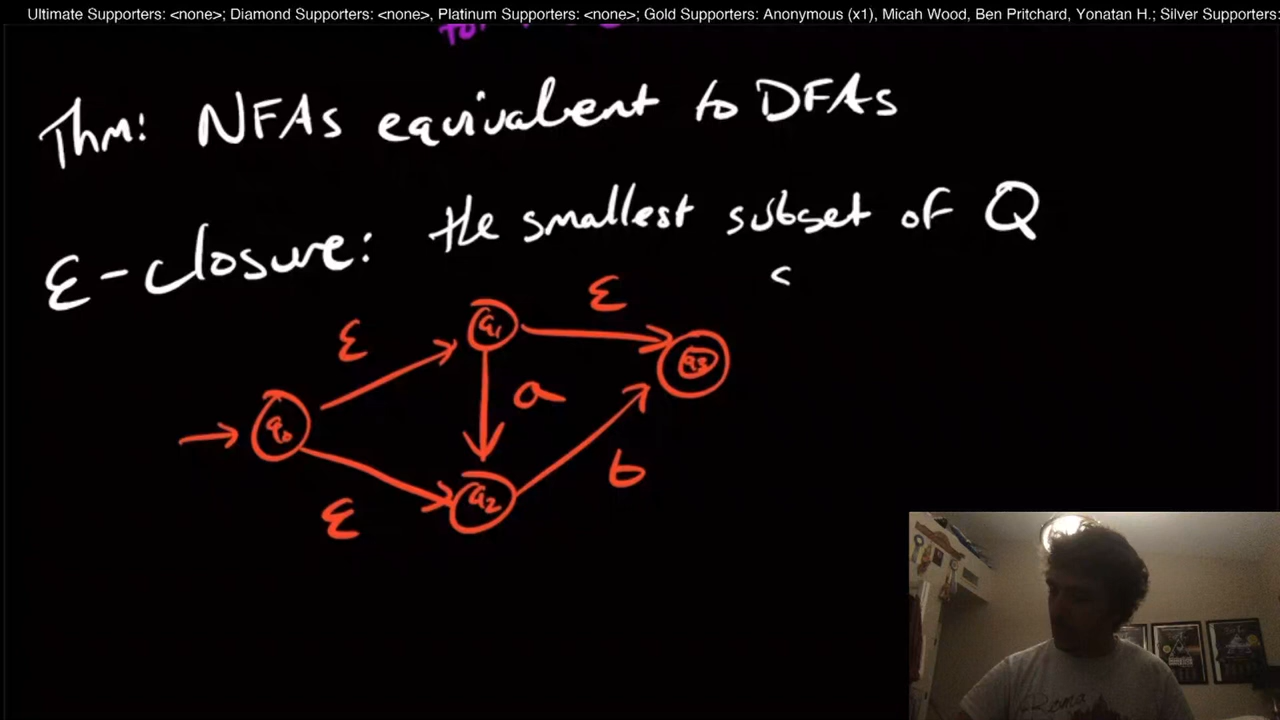 Ultimate Supporters: <none>; Diamond Supporters: <none>, Platinum Supporters: <none>; Gold Supporters: Anonymous (x1), Micah Wood, Ben Pritchard, Yonatan H.; Silver Supporters:
Thm: NFAs equivalent to DFAs
ε-closure: the smallest subset of Q
ε
ε
q1
q3
a
q0
b
q2
ε
Roma